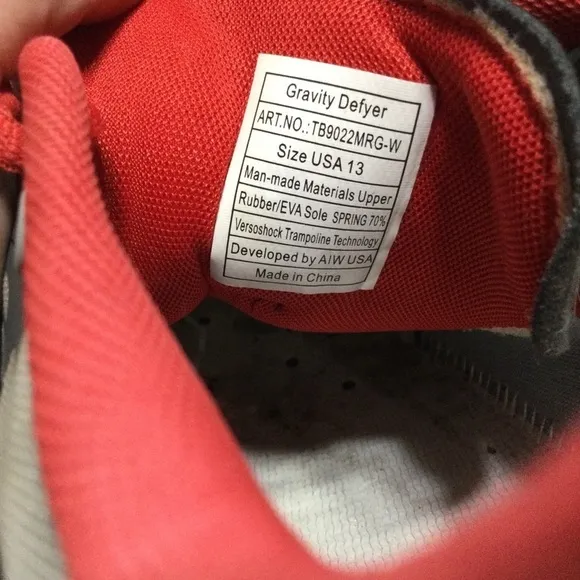 Gravity Defyer
ART.NO.:TB9022MRG-W
Size USA 13
Man-made Materials Upper
Rubber/EVA Sole SPRING 70%
Versoshock Trampoline Technology
Developed by AIW USA
Made in China